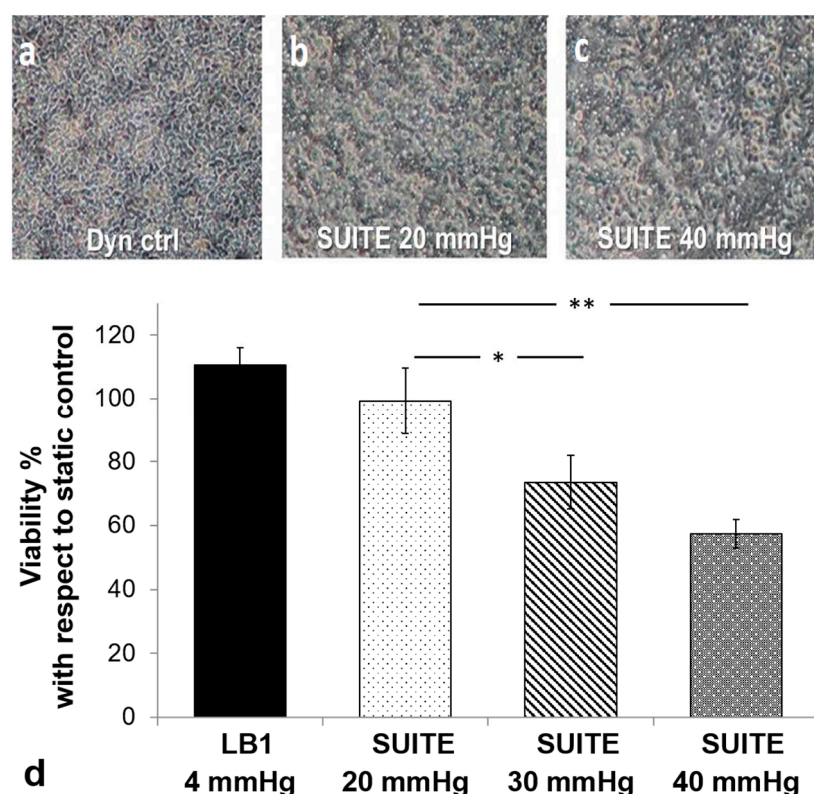 a
b
c
Dyn ctrl
SUITE 20 mmHg
SUITE 40 mmHg
Viability %
with respect to static control
120
100
80
60
40
20
0
**
*
LB1
4 mmHg
SUITE
20 mmHg
SUITE
30 mmHg
SUITE
40 mmHg
d